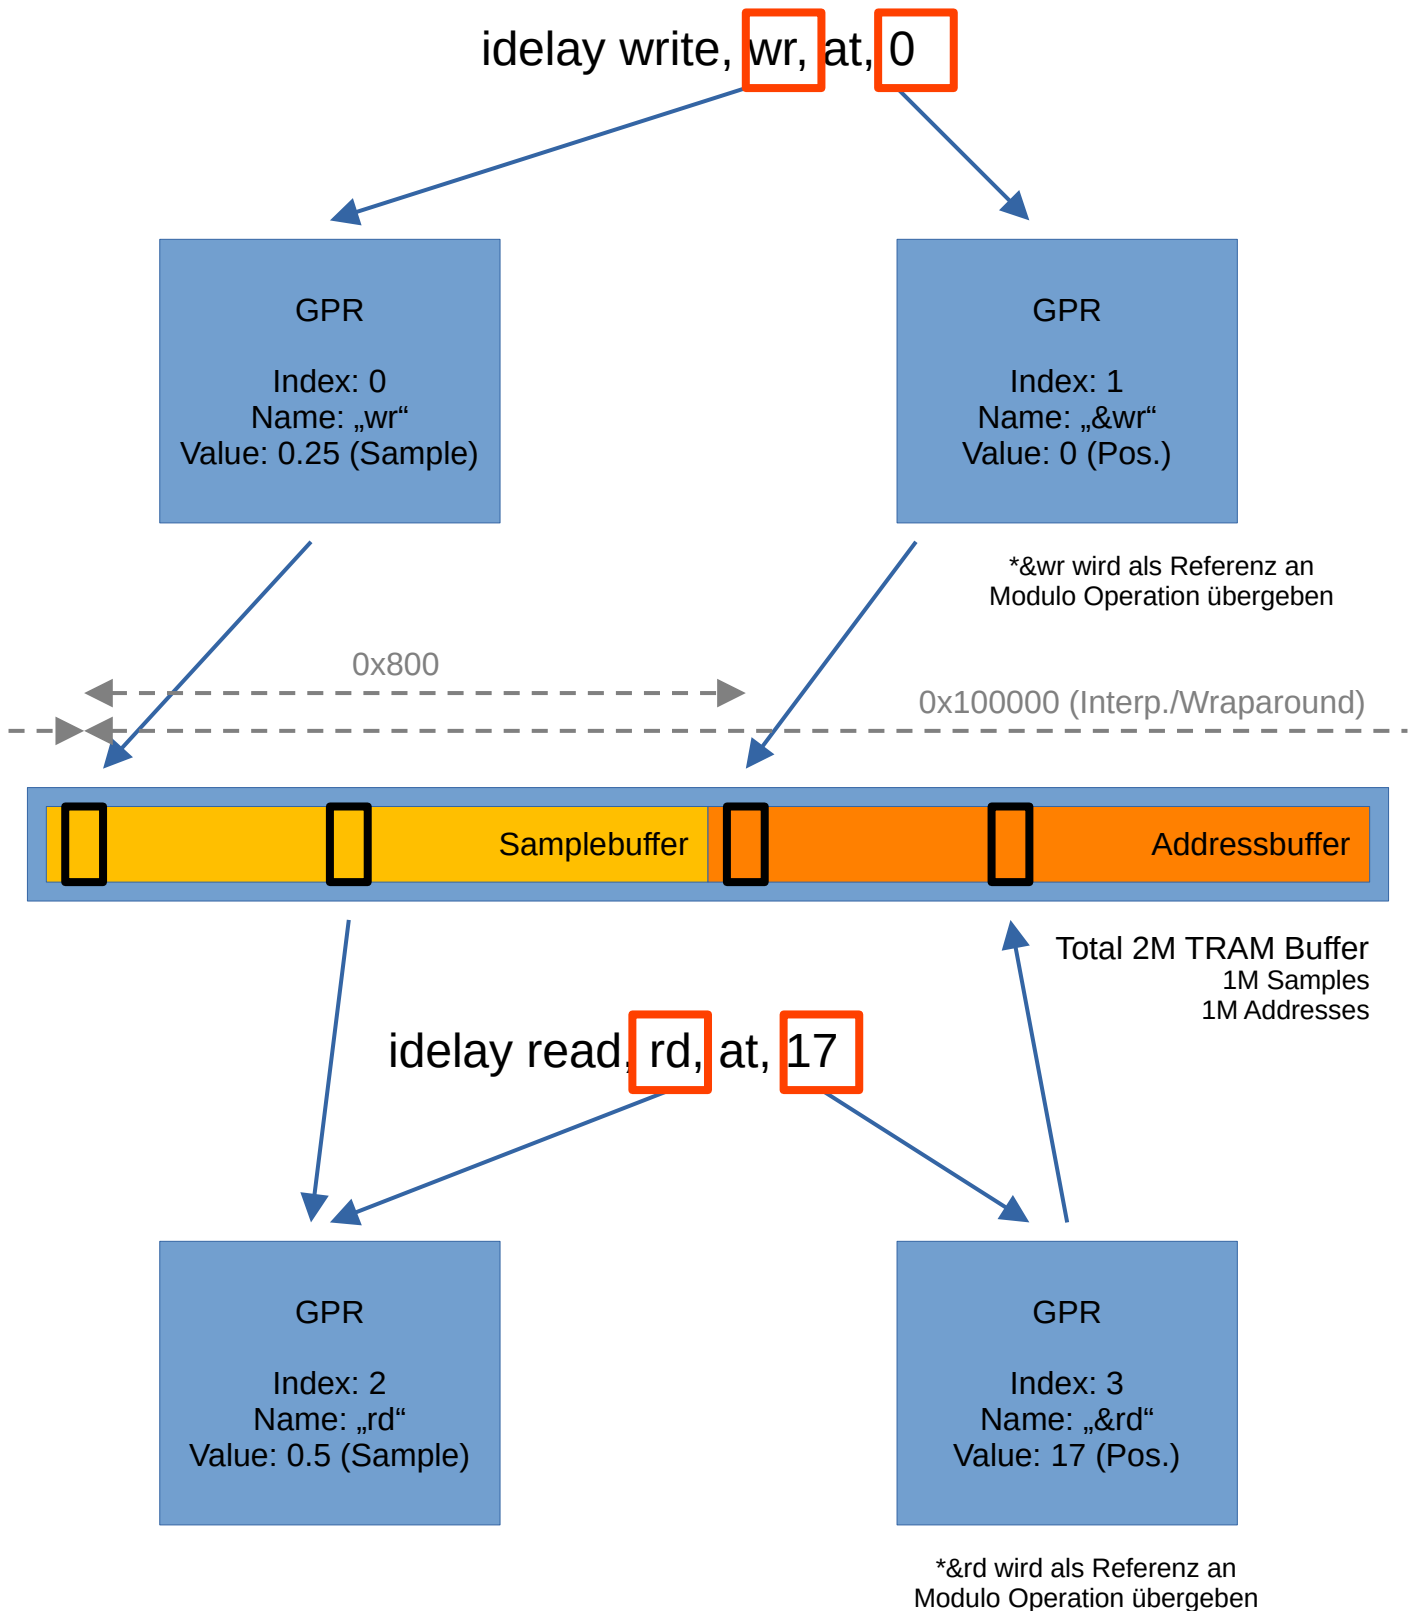 idelay write, wr, at, 0
GPR
Index: 0
Name: „wr“
Value: 0.25 (Sample)
GPR
Index: 1
Name: „&wr“
Value: 0 (Pos.)
*&wr wird als Referenz an
Modulo Operation übergeben
0x800
0x100000 (Interp./Wraparound)
Samplebuffer
Addressbuffer
Total 2M TRAM Buffer
1M Samples
1M Addresses
idelay read, rd, at, 17
GPR
Index: 2
Name: „rd“
Value: 0.5 (Sample)
GPR
Index: 3
Name: „&rd“
Value: 17 (Pos.)
*&rd wird als Referenz an
Modulo Operation übergeben